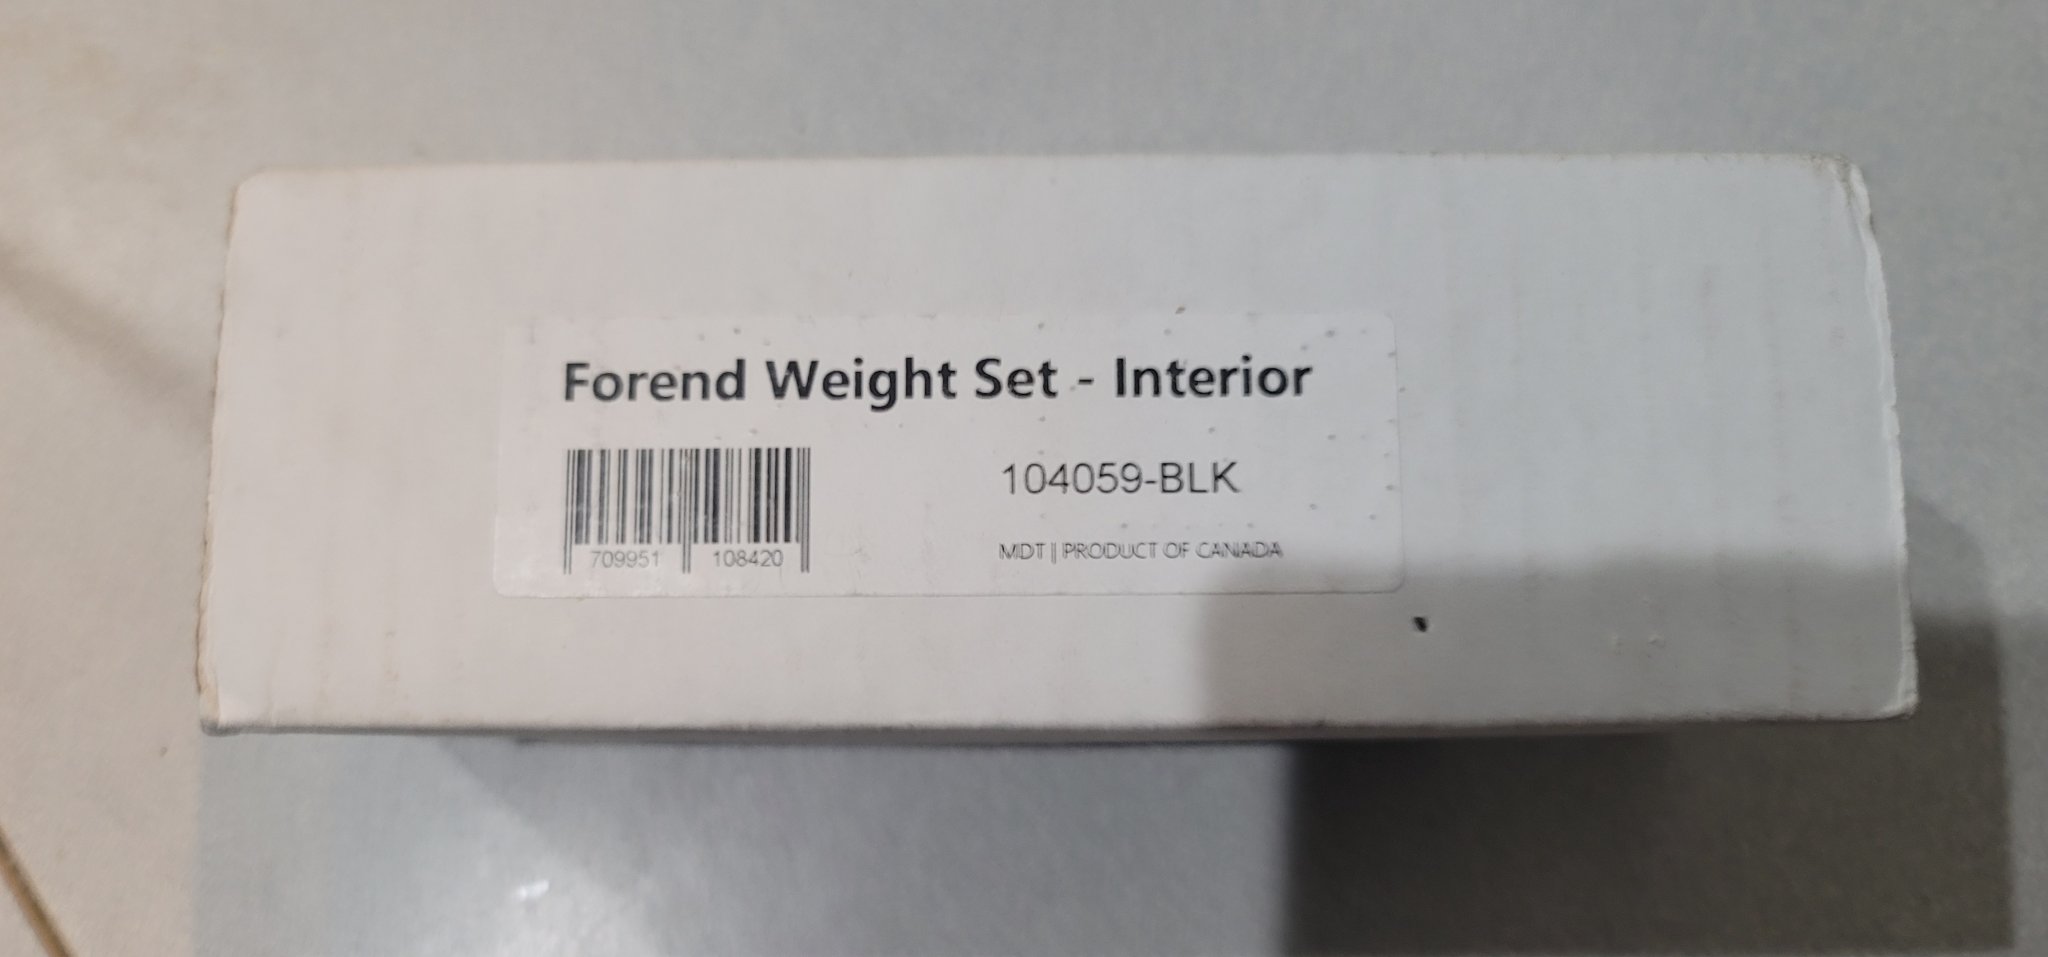 Forend Weight Set - Interior
104059-BLK
709951 108420
MDT || PRODUCT OF CANADA